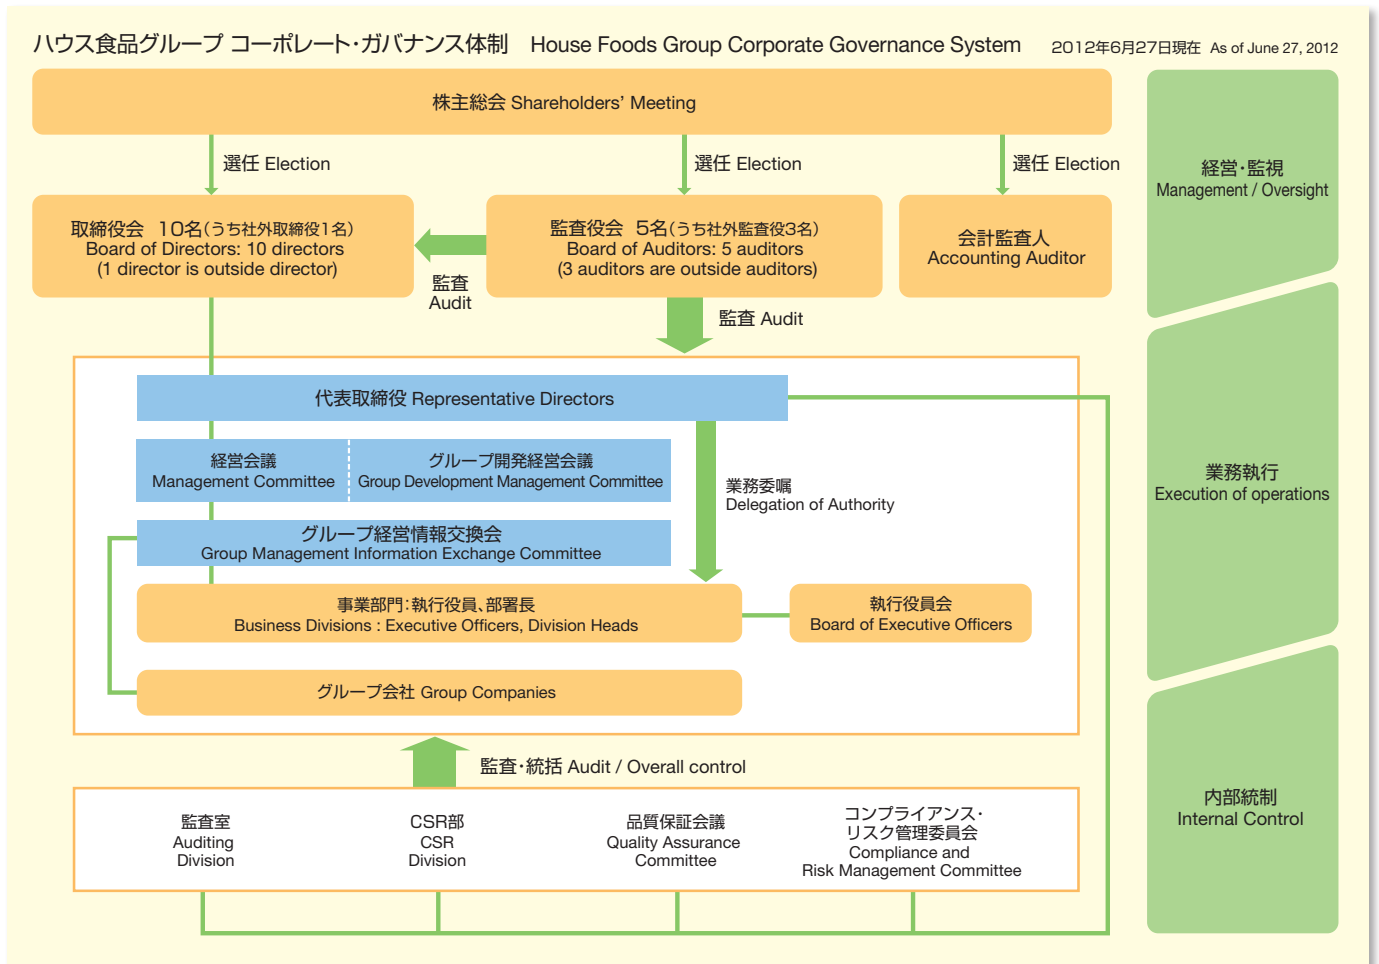 ハウス食品グループ コーポレート・ガバナンス体制 House Foods Group Corporate Governance System 2012年6月27日現在 As of June 27, 2012
株主総会 Shareholders' Meeting
選任 Election
選任 Election
選任 Election
取締役会 10名(うち社外取締役1名)
Board of Directors: 10 directors
(1 director is outside director)
監査
Audit
監査役会 5名(うち社外監査役3名)
Board of Auditors: 5 auditors
(3 auditors are outside auditors)
会計監査人
Accounting Auditor
監査 Audit
代表取締役 Representative Directors
経営会議
Management Committee
グループ開発経営会議
Group Development Management Committee
業務委嘱
Delegation of Authority
グループ経営情報交換会
Group Management Information Exchange Committee
事業部門:執行役員、部署長
Business Divisions : Executive Officers, Division Heads
執行役員会
Board of Executive Officers
グループ会社 Group Companies
監査・統括 Audit / Overall control
監査室
Auditing
Division
CSR部
CSR
Division
品質保証会議
Quality Assurance
Committee
コンプライアンス・
リスク管理委員会
Compliance and
Risk Management Committee
経営・監視
Management / Oversight
業務執行
Execution of operations
内部統制
Internal Control